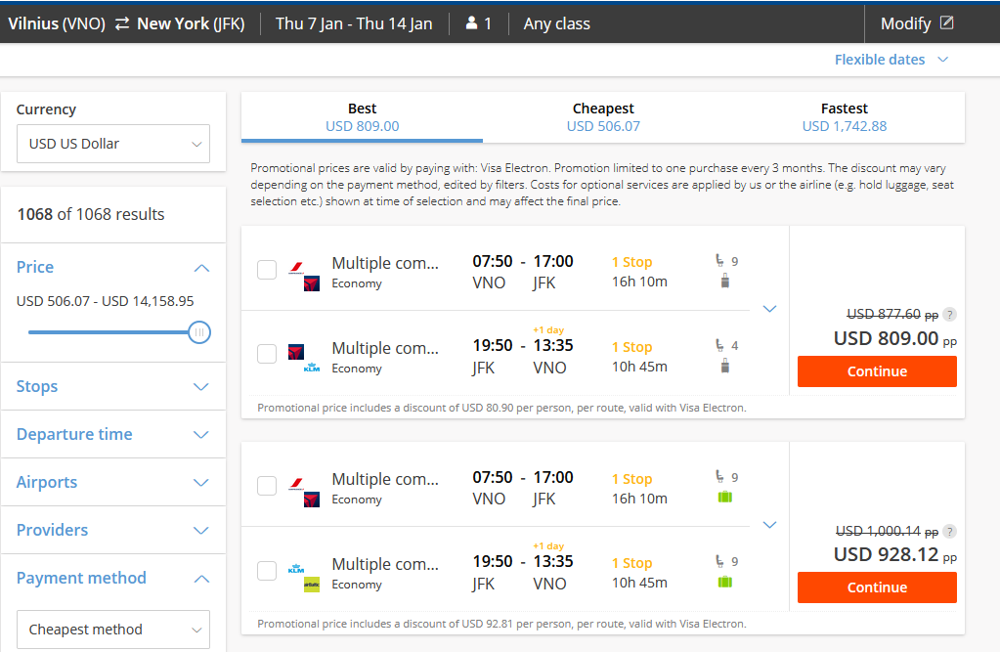 Vilnius (VNO) ⇄ New York (JFK) Thu 7 Jan - Thu 14 Jan 1 Any class Modify
Flexible dates
Currency
USD US Dollar
1068 of 1068 results
Price
USD 506.07 - USD 14,158.95
Stops
Departure time
Airports
Providers
Payment method
Cheapest method
Best Cheapest Fastest
USD 809.00 USD 506.07 USD 1,742.88
Promotional prices are valid by paying with: Visa Electron. Promotion limited to one purchase every 3 months. The discount may vary
depending on the payment method, edited by filters. Costs for optional services are applied by us or the airline (e.g. hold luggage, seat
selection etc.) shown at time of selection and may affect the final price.
Multiple com... 07:50 - 17:00 1 Stop 9
Economy VNO JFK 16h 10m
+1 day
Multiple com... 19:50 - 13:35 1 Stop 4
Economy JFK VNO 10h 45m
USD 877.60 pp ?
USD 809.00 pp
Continue
Promotional price includes a discount of USD 80.90 per person, per route, valid with Visa Electron.
Multiple com... 07:50 - 17:00 1 Stop 9
Economy VNO JFK 16h 10m
+1 day
KLM Multiple com... 19:50 - 13:35 1 Stop 9
Economy JFK VNO 10h 45m
USD 1,000.14 pp ?
USD 928.12 pp
Continue
Promotional price includes a discount of USD 92.81 per person, per route, valid with Visa Electron.